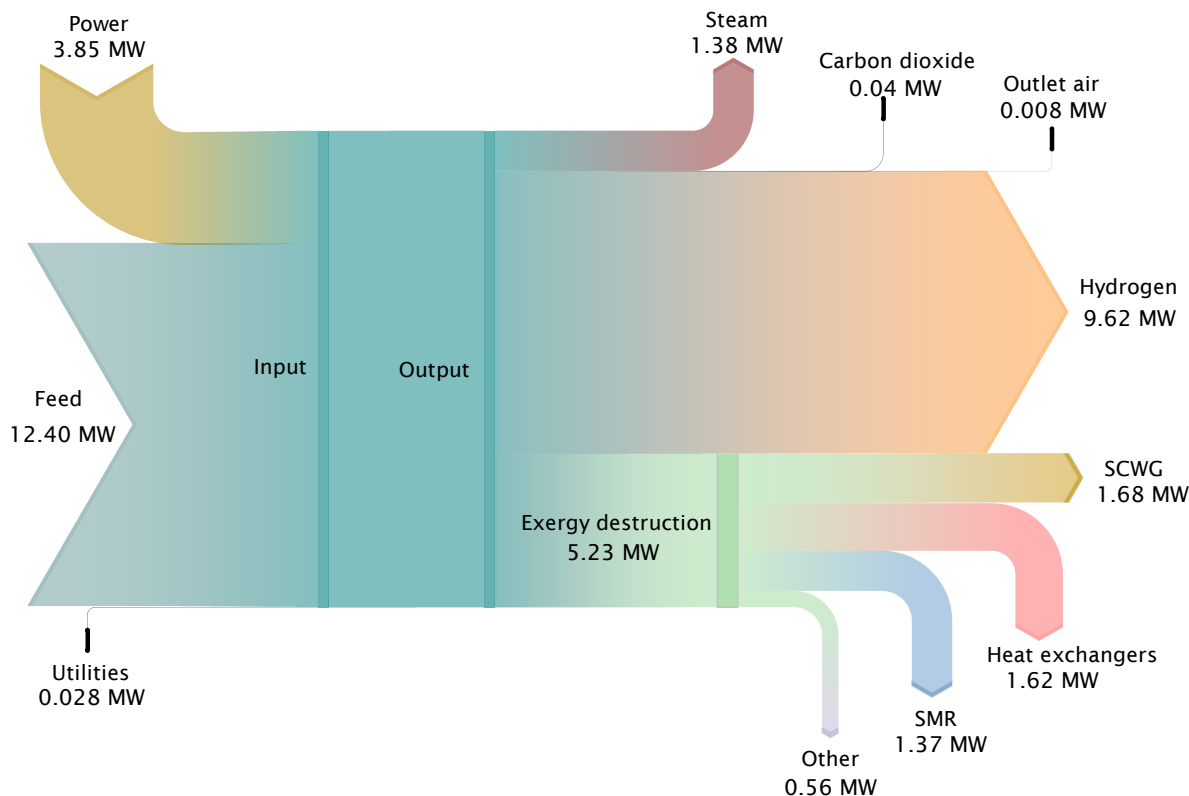 Power
3.85 MW
Steam
1.38 MW
Carbon dioxide
0.04 MW
Outlet air
0.008 MW
Hydrogen
9.62 MW
Input
Output
Feed
12.40 MW
SCWG
1.68 MW
Exergy destruction
5.23 MW
Utilities
0.028 MW
Heat exchangers
1.62 MW
SMR
1.37 MW
Other
0.56 MW